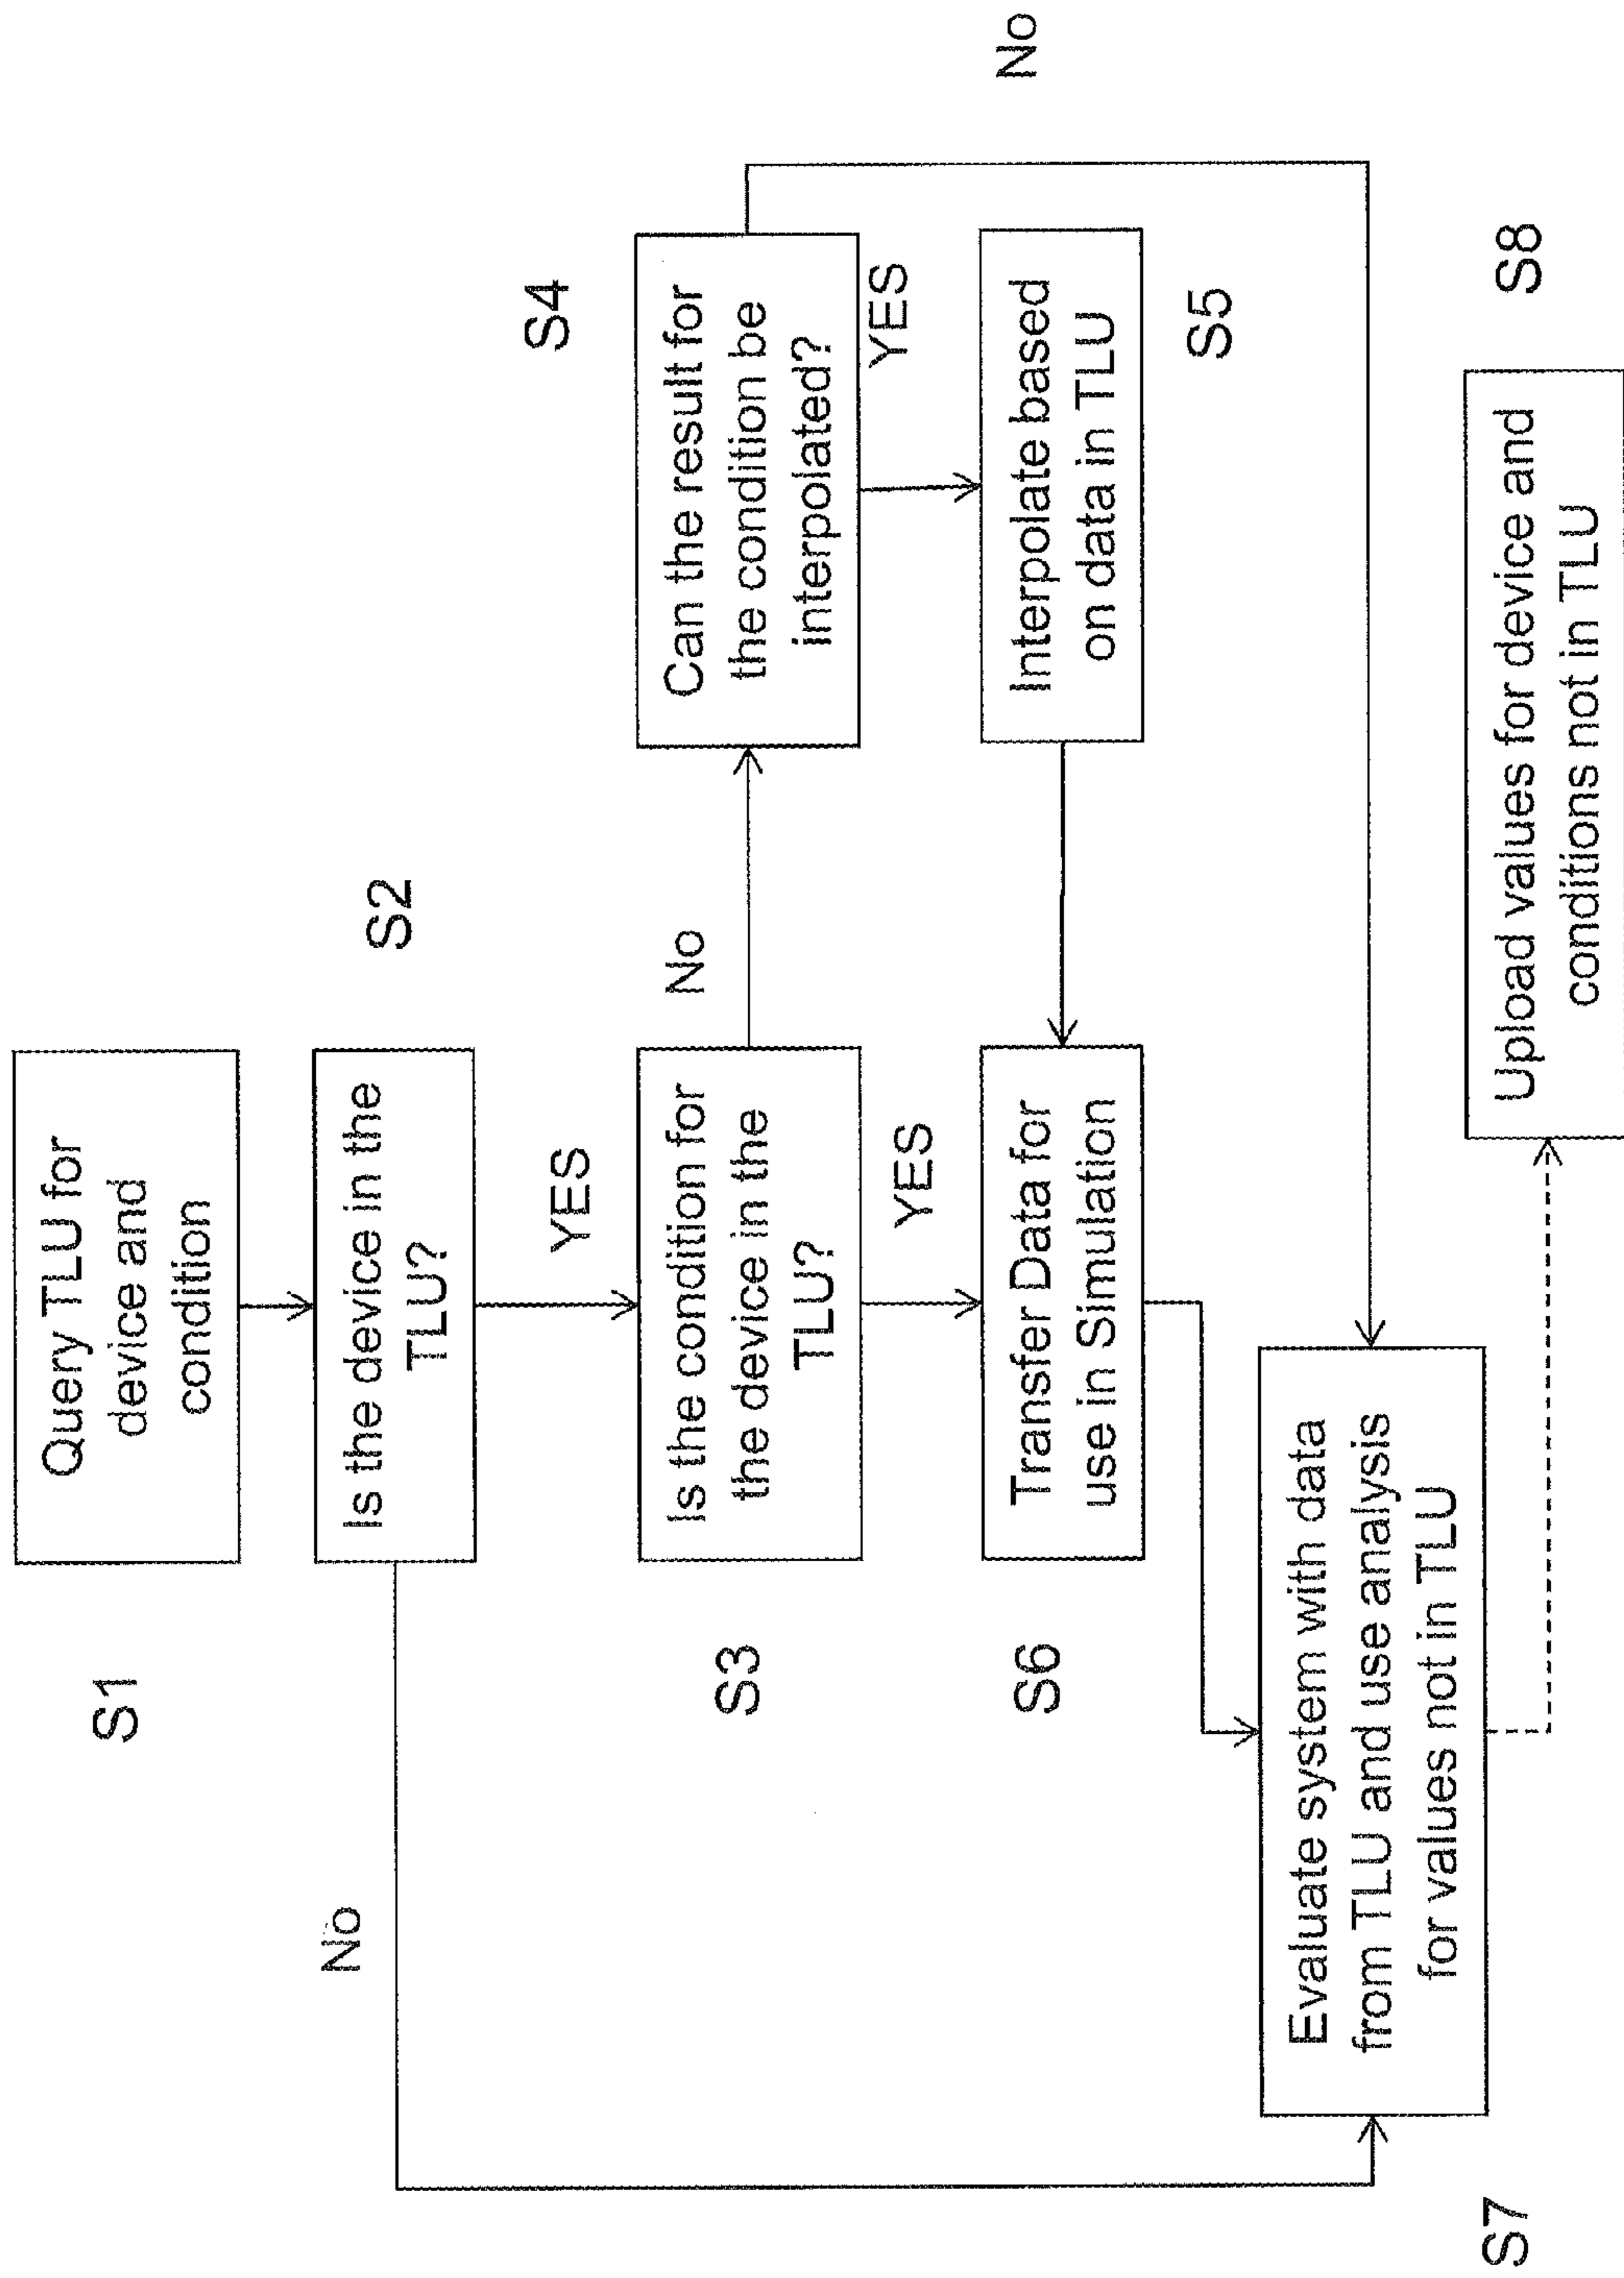 S1
Query TLU for
device and
condition
S2
Is the device in the
TLU?
No
YES
S3
Is the condition for
the device in the
TLU?
No
YES
S4
Can the result for
the condition be
interpolated?
YES
No
S5
Interpolate based
on data in TLU
S6
Transfer Data for
use in Simulation
S7
Evaluate system with data
from TLU and use analysis
for values not in TLU
S8
Upload values for device and
conditions not in TLU